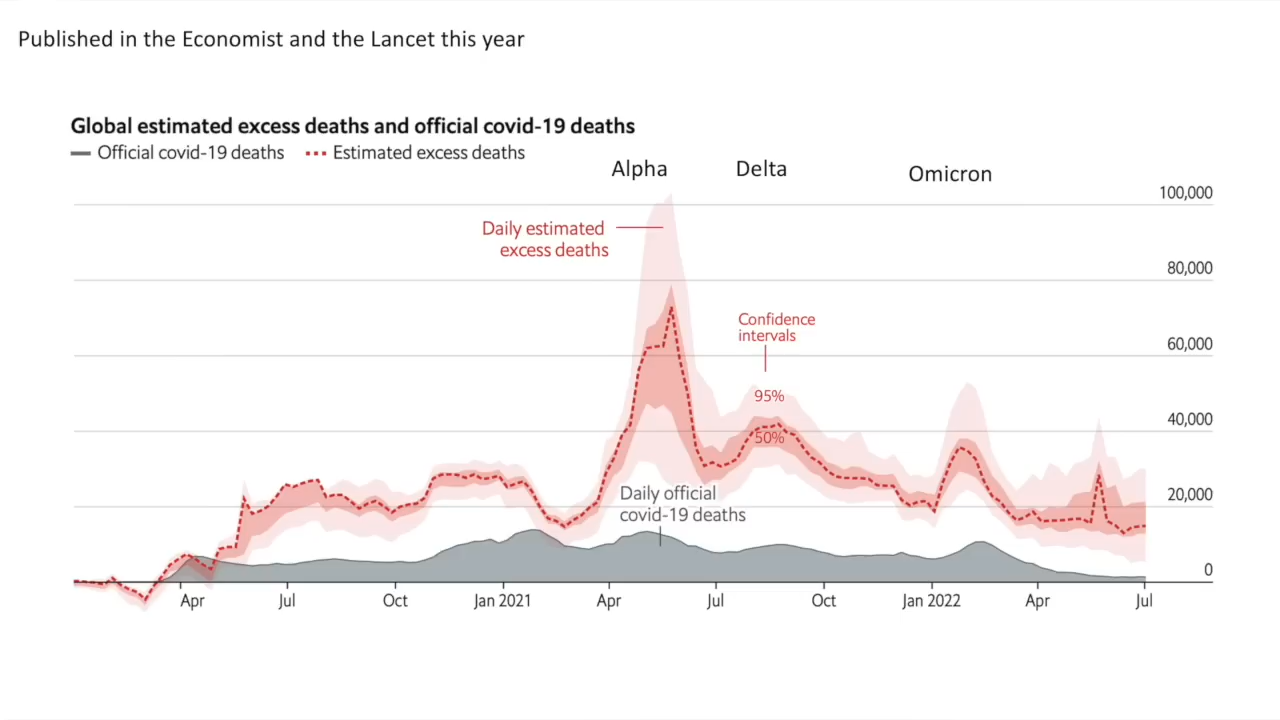 Published in the Economist and the Lancet this year
Global estimated excess deaths and official covid-19 deaths
Official covid-19 deaths
Estimated excess deaths
Alpha
Delta
Omicron
100,000
Daily estimated
excess deaths
80,000
Confidence
intervals
60,000
95%
40,000
50%
Daily official
covid-19 deaths
20,000
0
Apr
Jul
Oct
Jan 2021
Apr
Jul
Oct
Jan 2022
Apr
Jul